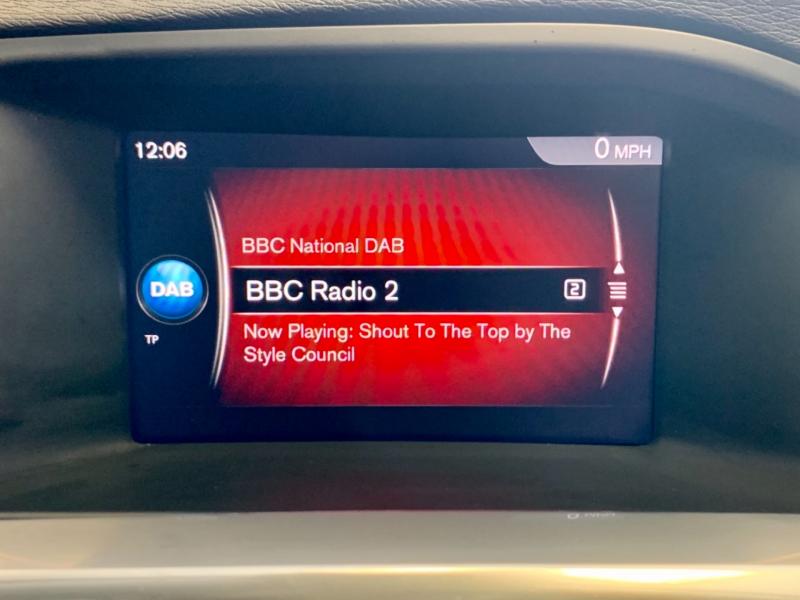 12:06
0 MPH
BBC National DAB
DAB
BBC Radio 2
2
TP
Now Playing: Shout To The Top by The
Style Council